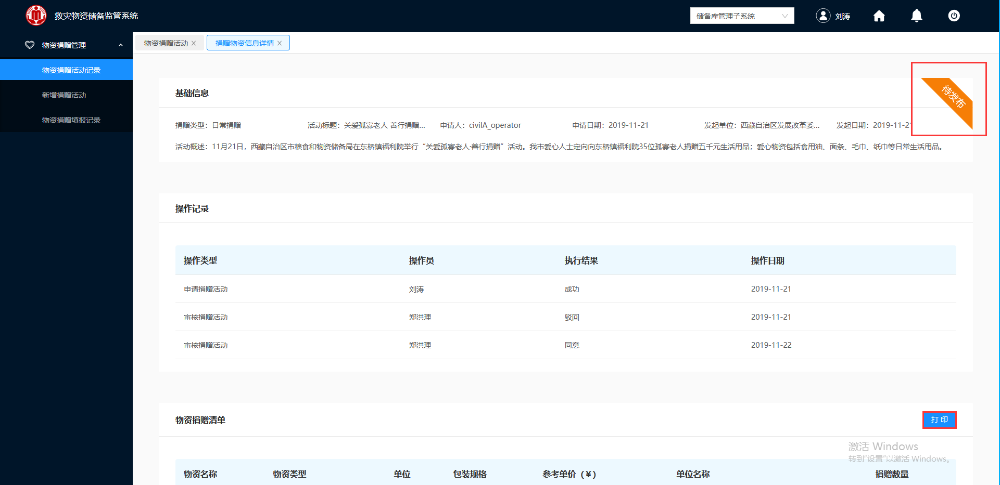 救灾物资储备监管系统
储备库管理子系统
刘涛
物资捐赠管理
物资捐赠活动记录
新增捐赠活动
物资捐赠填报记录
物资捐赠活动
捐赠物资信息详情
待发布
基础信息
捐赠类型：日常捐赠 活动标题：关爱孤寡老人 善行捐赠... 申请人：civilA_operator 申请日期：2019-11-21 发起单位：西藏自治区发展改革委... 发起日期：2019-11-21
活动概述：11月21日，西藏自治区市粮食和物资储备局在东桥镇福利院举行“关爱孤寡老人·善行捐赠”活动。我市爱心人士定向向东桥镇福利院35位孤寡老人捐赠五千元生活用品；爱心物资包括食用油、面条、毛巾、纸巾等日常生活用品。
操作记录
操作类型 操作员 执行结果 操作日期
申请捐赠活动 刘涛 成功 2019-11-21
审核捐赠活动 郑洪理 驳回 2019-11-21
审核捐赠活动 郑洪理 同意 2019-11-22
物资捐赠清单
打 印
激活 Windows
转到“设置”以激活 Windows。
物资名称 物资类型 单位 包装规格 参考单价（¥） 单位名称 捐赠数量